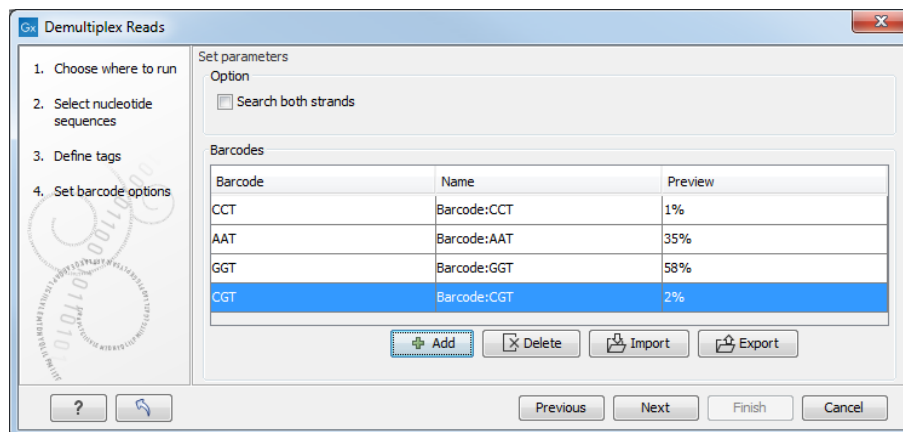 Gx Demultiplex Reads
1. Choose where to run
2. Select nucleotide
sequences
3. Define tags
4. Set barcode options
Set parameters
Option
Search both strands
Barcodes
Barcode Name Preview
CCT Barcode:CCT 1%
AAT Barcode:AAT 35%
GGT Barcode:GGT 58%
CGT Barcode:CGT 2%
Add Delete Import Export
? Previous Next Finish Cancel